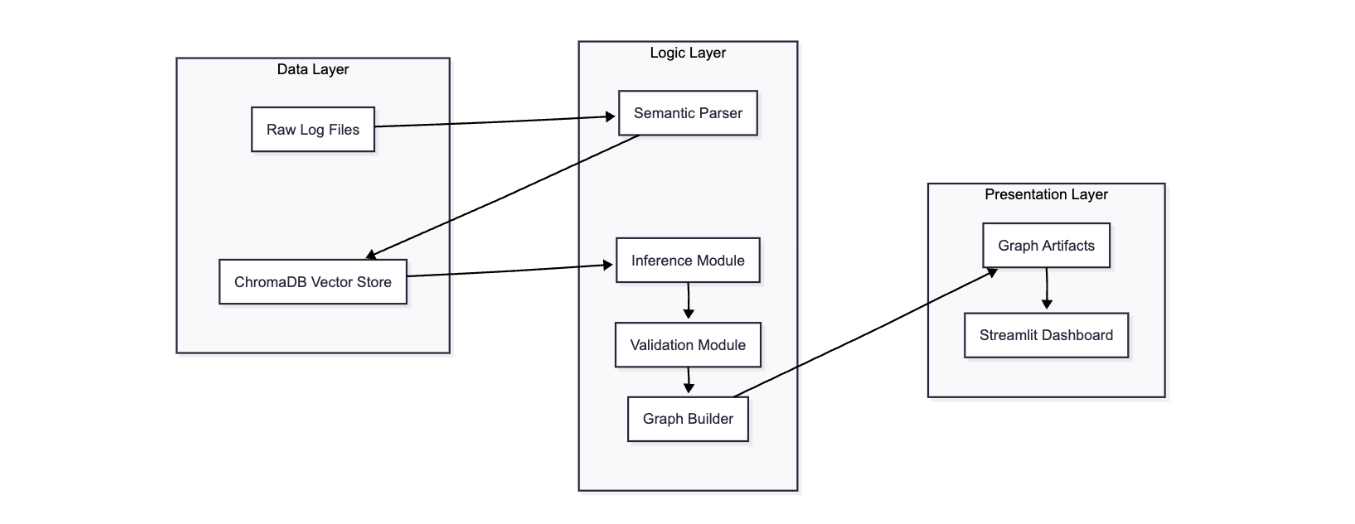 Data Layer
Raw Log Files
ChromaDB Vector Store
Logic Layer
Semantic Parser
Inference Module
Validation Module
Graph Builder
Presentation Layer
Graph Artifacts
Streamlit Dashboard